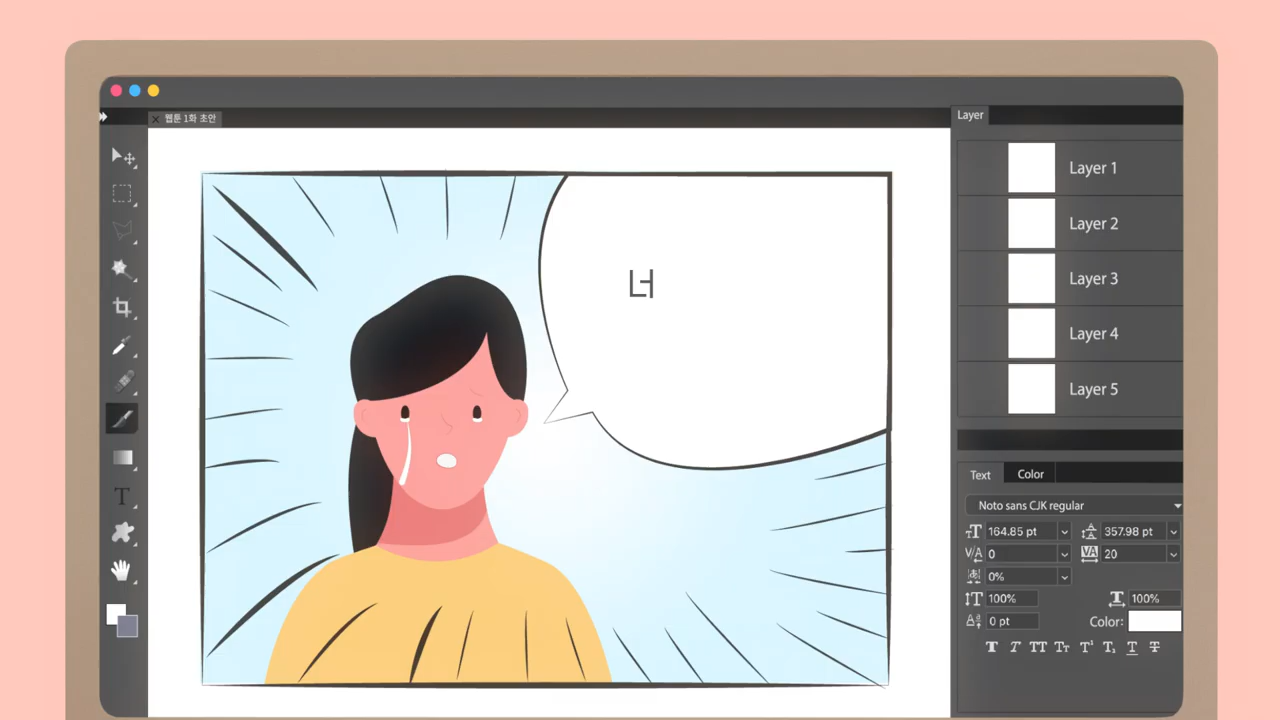 웹툰 1화 초안
Layer
너
Layer 1
Layer 2
Layer 3
Layer 4
Layer 5
Text Color
Noto sans CJK regular
164.85 pt 357.98 pt
0 20
0%
100% 100%
0 pt Color: